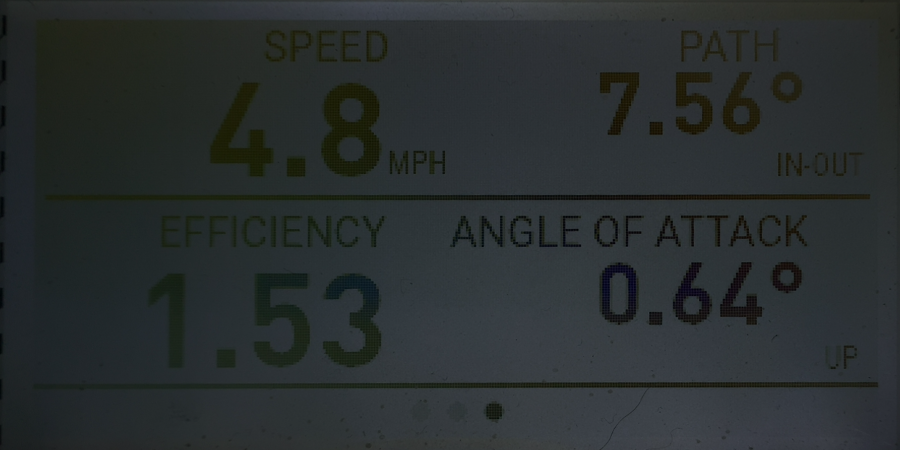 SPEED
4.8 MPH
PATH
7.56°
IN-OUT
EFFICIENCY
1.53
ANGLE OF ATTACK
0.64°
UP